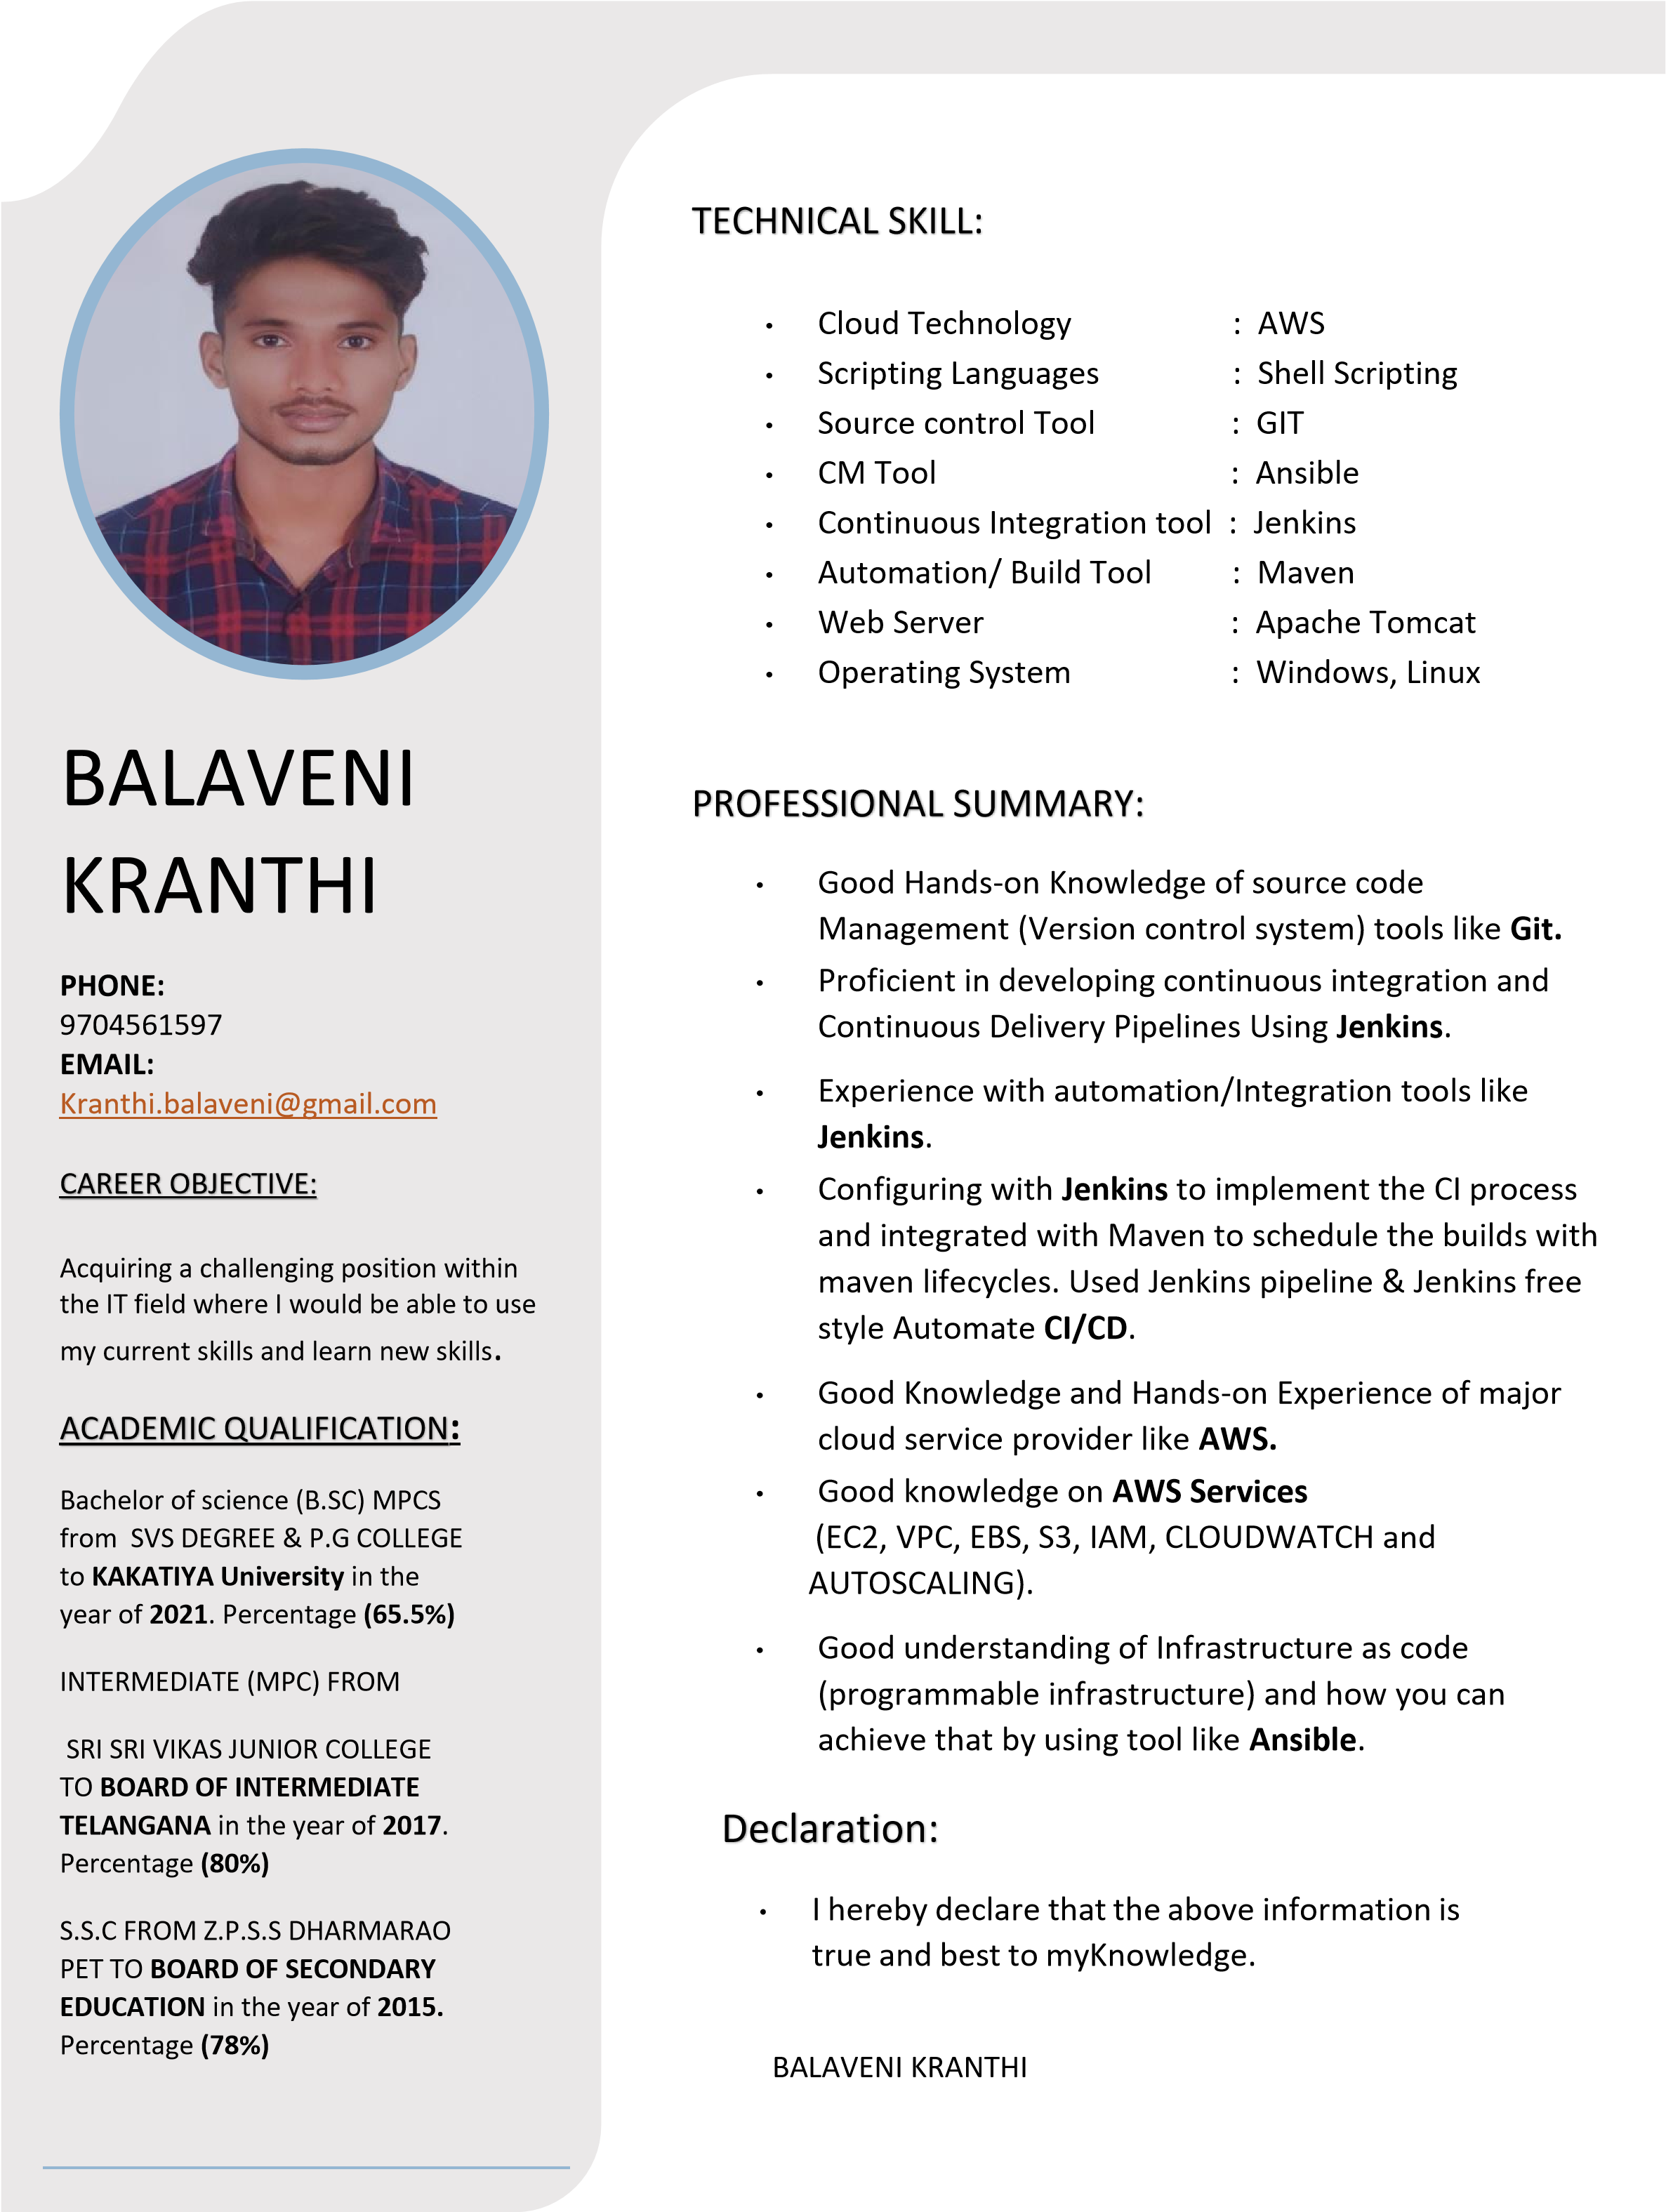 BALAVENI
KRANTHI
PHONE:
9704561597
EMAIL:
Kranthi.balaveni@gmail.com
CAREER OBJECTIVE:
Acquiring a challenging position within
the IT field where I would be able to use
my current skills and learn new skills.
ACADEMIC QUALIFICATION:
Bachelor of science (B.SC) MPCS
from  SVS DEGREE & P.G COLLEGE
to KAKATIYA University in the
year of 2021. Percentage (65.5%)
INTERMEDIATE (MPC) FROM
SRI SRI VIKAS JUNIOR COLLEGE
TO BOARD OF INTERMEDIATE
TELANGANA in the year of 2017.
Percentage (80%)
S.S.C FROM Z.P.S.S DHARMARAO
PET TO BOARD OF SECONDARY
EDUCATION in the year of 2015.
Percentage (78%)
TECHNICAL SKILL:
• Cloud Technology : AWS
• Scripting Languages : Shell Scripting
• Source control Tool : GIT
• CM Tool : Ansible
• Continuous Integration tool : Jenkins
• Automation/ Build Tool : Maven
• Web Server : Apache Tomcat
• Operating System : Windows, Linux
PROFESSIONAL SUMMARY:
• Good Hands-on Knowledge of source code
Management (Version control system) tools like Git.
• Proficient in developing continuous integration and
Continuous Delivery Pipelines Using Jenkins.
• Experience with automation/Integration tools like
Jenkins.
• Configuring with Jenkins to implement the CI process
and integrated with Maven to schedule the builds with
maven lifecycles. Used Jenkins pipeline & Jenkins free
style Automate CI/CD.
• Good Knowledge and Hands-on Experience of major
cloud service provider like AWS.
• Good knowledge on AWS Services
(EC2, VPC, EBS, S3, IAM, CLOUDWATCH and
AUTOSCALING).
• Good understanding of Infrastructure as code
(programmable infrastructure) and how you can
achieve that by using tool like Ansible.
Declaration:
• I hereby declare that the above information is
true and best to myKnowledge.
BALAVENI KRANTHI